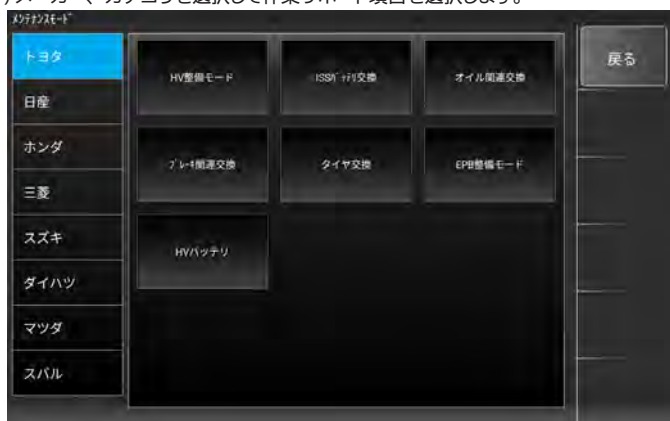 メーカー、カテゴリを選択して作業サポート項目を選択します。
メンテナンスモード
トヨタ
日産
ホンダ
三菱
スズキ
ダイハツ
マツダ
スバル
HV整備モード
ISSバッテリ交換
オイル関連交換
ブレーキ関連交換
タイヤ交換
EPB整備モード
HVバッテリ
戻る